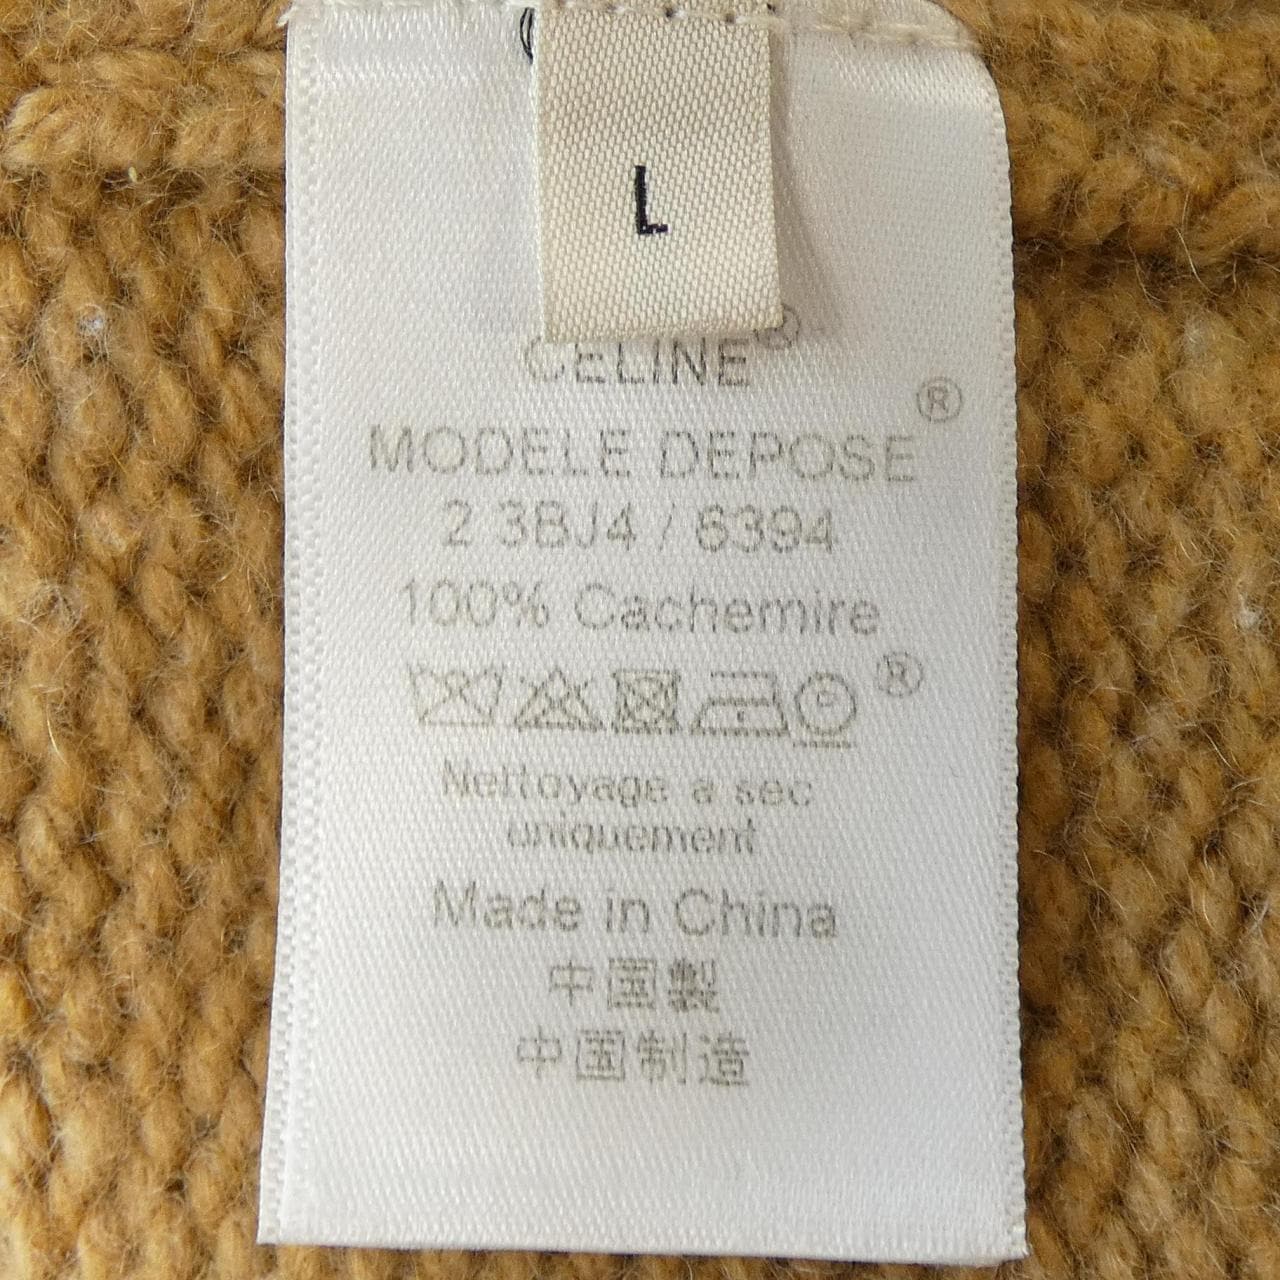 L
CELINE®
MODELE DEPOSE®
2 3BJ4 / 6394
100% Cachemire
®
Nettoyage a sec
uniquement
Made in China
中国製
中国制造